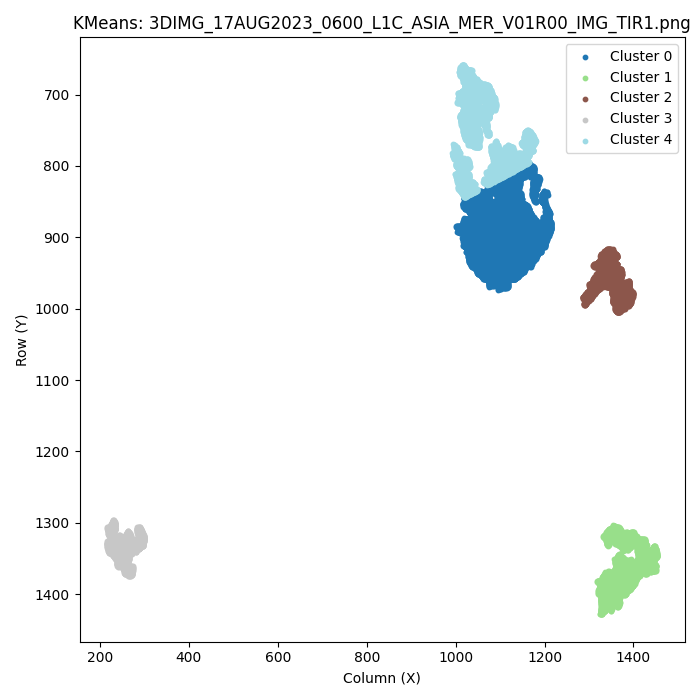 KMeans: 3DIMG_17AUG2023_0600_L1C_ASIA_MER_V01R00_IMG_TIR1.png
Cluster 0
Cluster 1
Cluster 2
Cluster 3
Cluster 4
700
800
900
1000
1100
1200
1300
1400
Row (Y)
200
400
600
800
1000
1200
1400
Column (X)